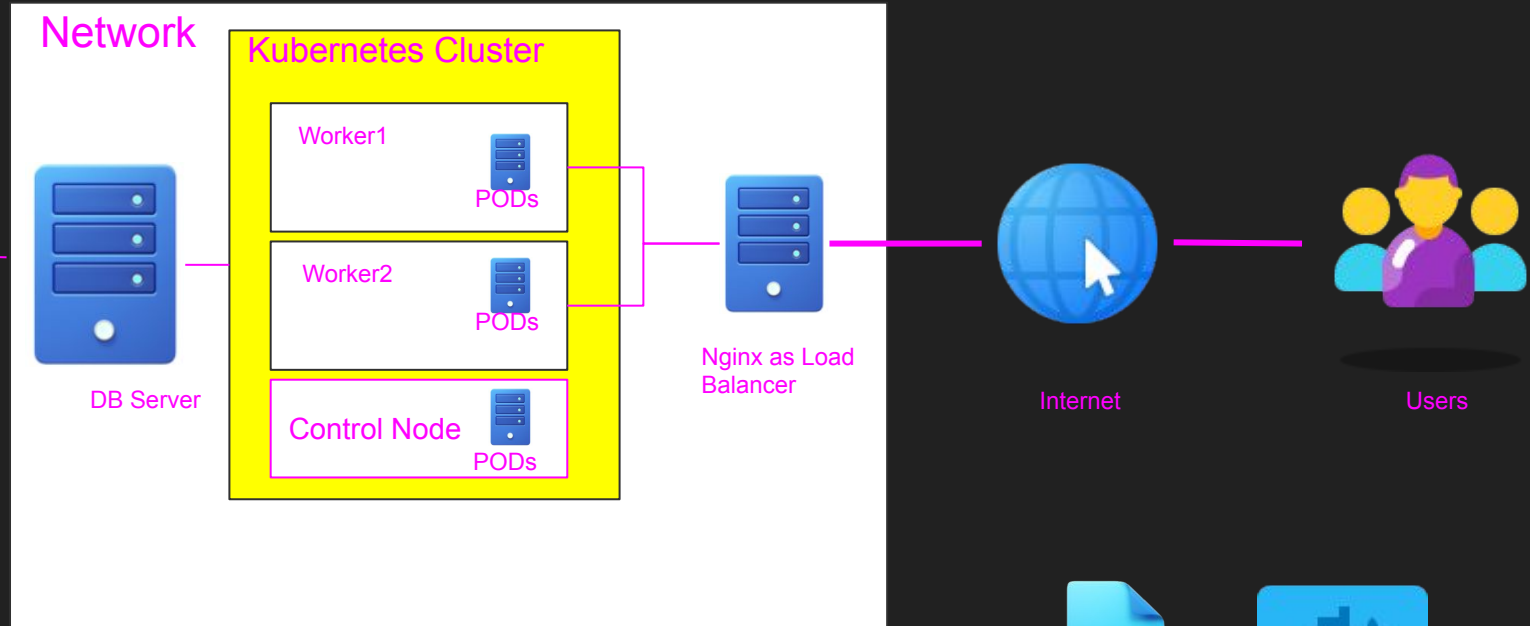 Network
Kubernetes Cluster
Worker1
PODs
Worker2
PODs
Control Node
PODs
DB Server
Nginx as Load
Balancer
Internet
Users